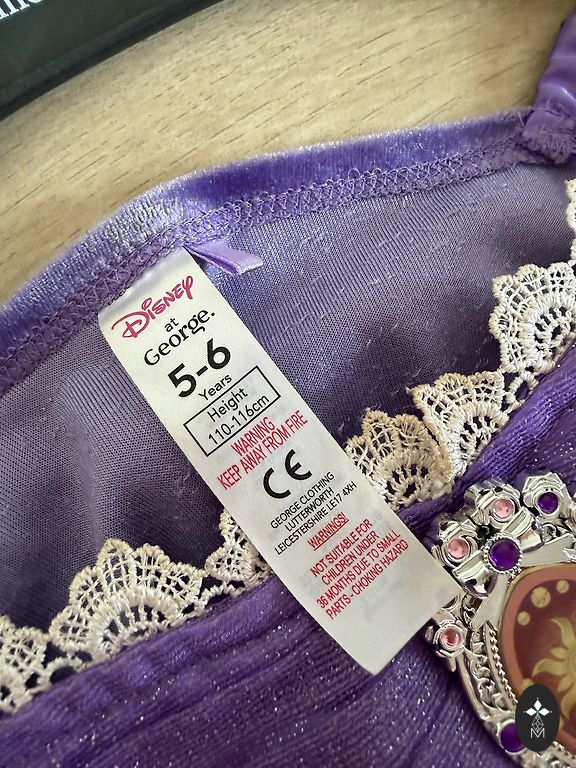 Disney
at
George.
5-6
Years
Height
110-116cm
WARNING
KEEP AWAY FROM FIRE
CE
GEORGE CLOTHING
LUTTERWORTH
LEICESTERSHIRE LE17 4XH
WARNINGS!
NOT SUITABLE FOR
CHILDREN UNDER
36 MONTHS DUE TO SMALL
PARTS-CHOKING HAZARD
M